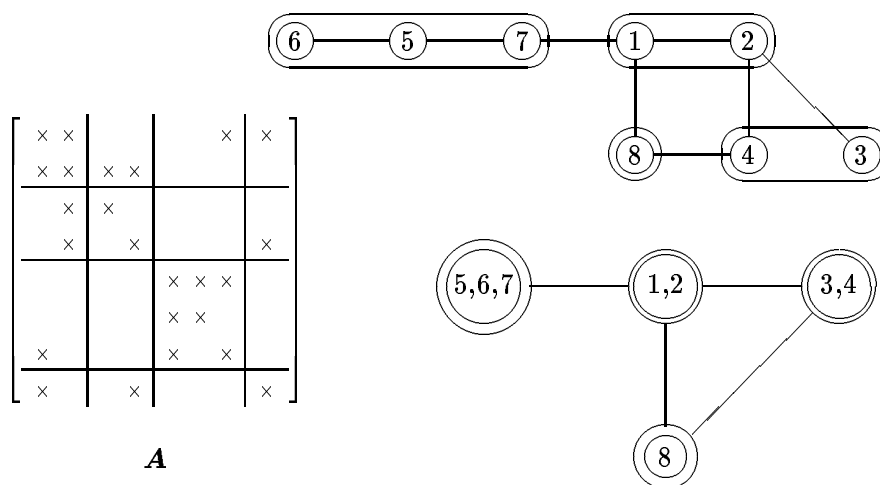 6 5 7 1 2
8 4 3
× × × ×
× × × ×
× ×
× × ×
× × ×
× ×
× × ×
× × ×
5,6,7 1,2 3,4
8
A